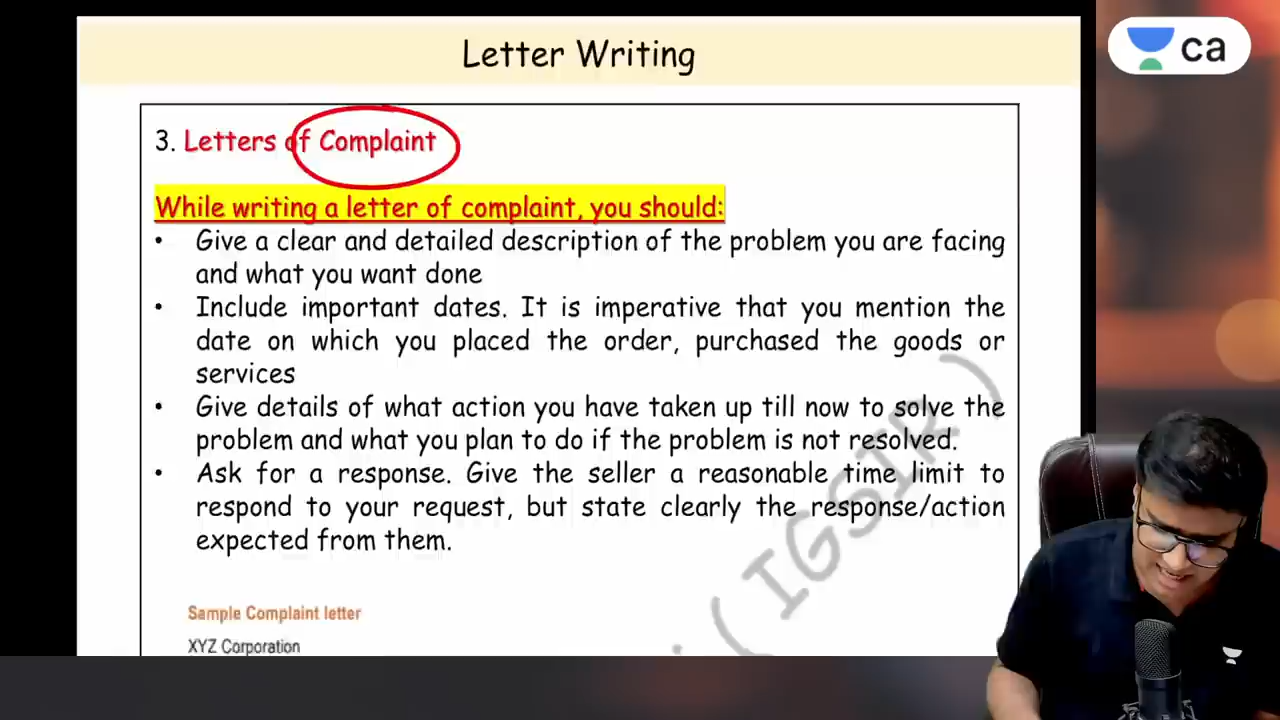 Letter Writing
ca
3. Letters of Complaint
While writing a letter of complaint, you should:
• Give a clear and detailed description of the problem you are facing
and what you want done
• Include important dates. It is imperative that you mention the
date on which you placed the order, purchased the goods or
services
• Give details of what action you have taken up till now to solve the
problem and what you plan to do if the problem is not resolved.
• Ask for a response. Give the seller a reasonable time limit to
respond to your request, but state clearly the response/action
expected from them.
(IGSIR)
Sample Complaint letter
XYZ Corporation